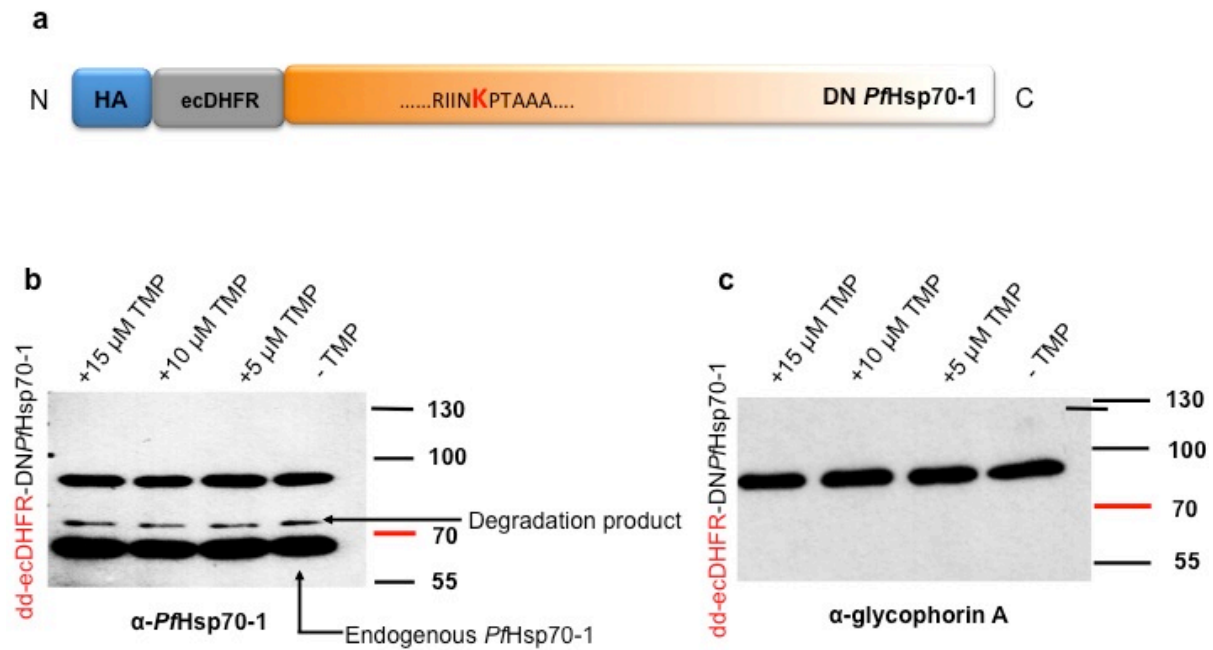 a
N HA ecDHFR ......RIINKPTAAA.... DN PfHsp70-1 C
b
+15 µM TMP
+10 µM TMP
+5 µM TMP
- TMP
dd-ecDHFR-DNPfHsp70-1
130
100
Degradation product
70
55
α-PfHsp70-1
Endogenous PfHsp70-1
c
+15 µM TMP
+10 µM TMP
+5 µM TMP
- TMP
dd-ecDHFR-DNPfHsp70-1
130
100
70
55
α-glycophorin A